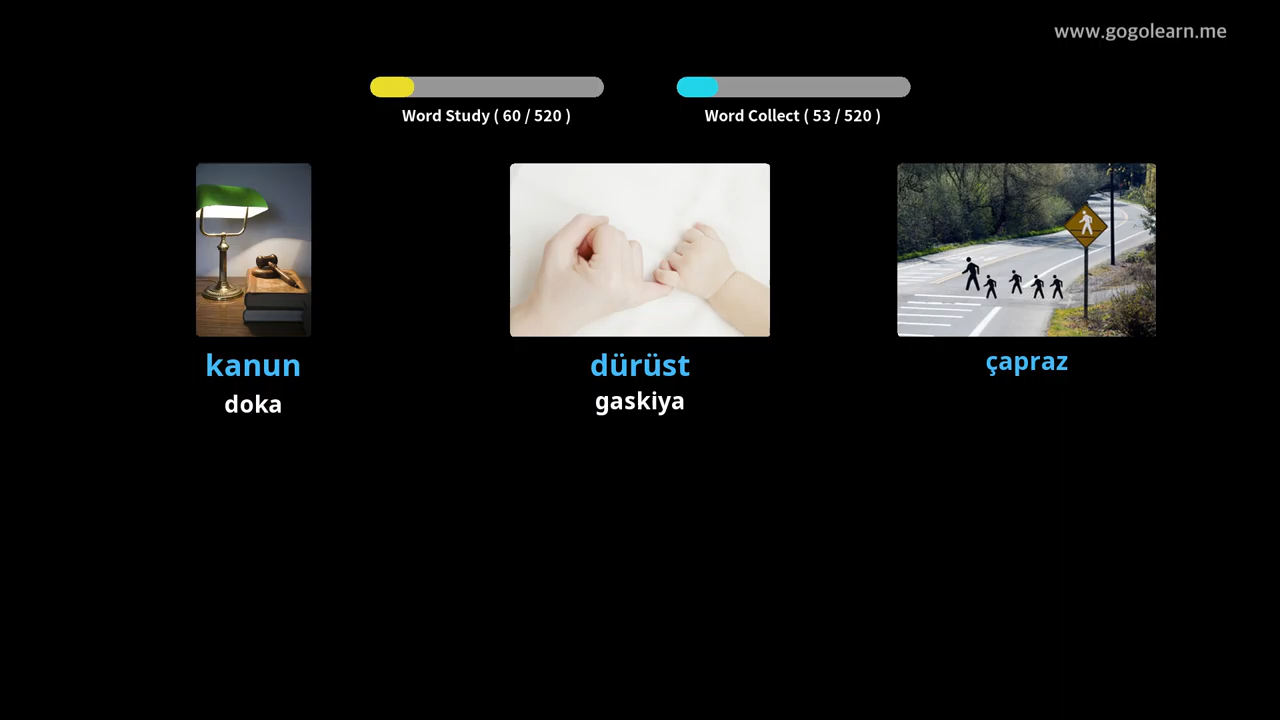 www.gogolearn.me
Word Study ( 60 / 520 )
Word Collect ( 53 / 520 )
kanun
doka
dürüst
gaskiya
çapraz